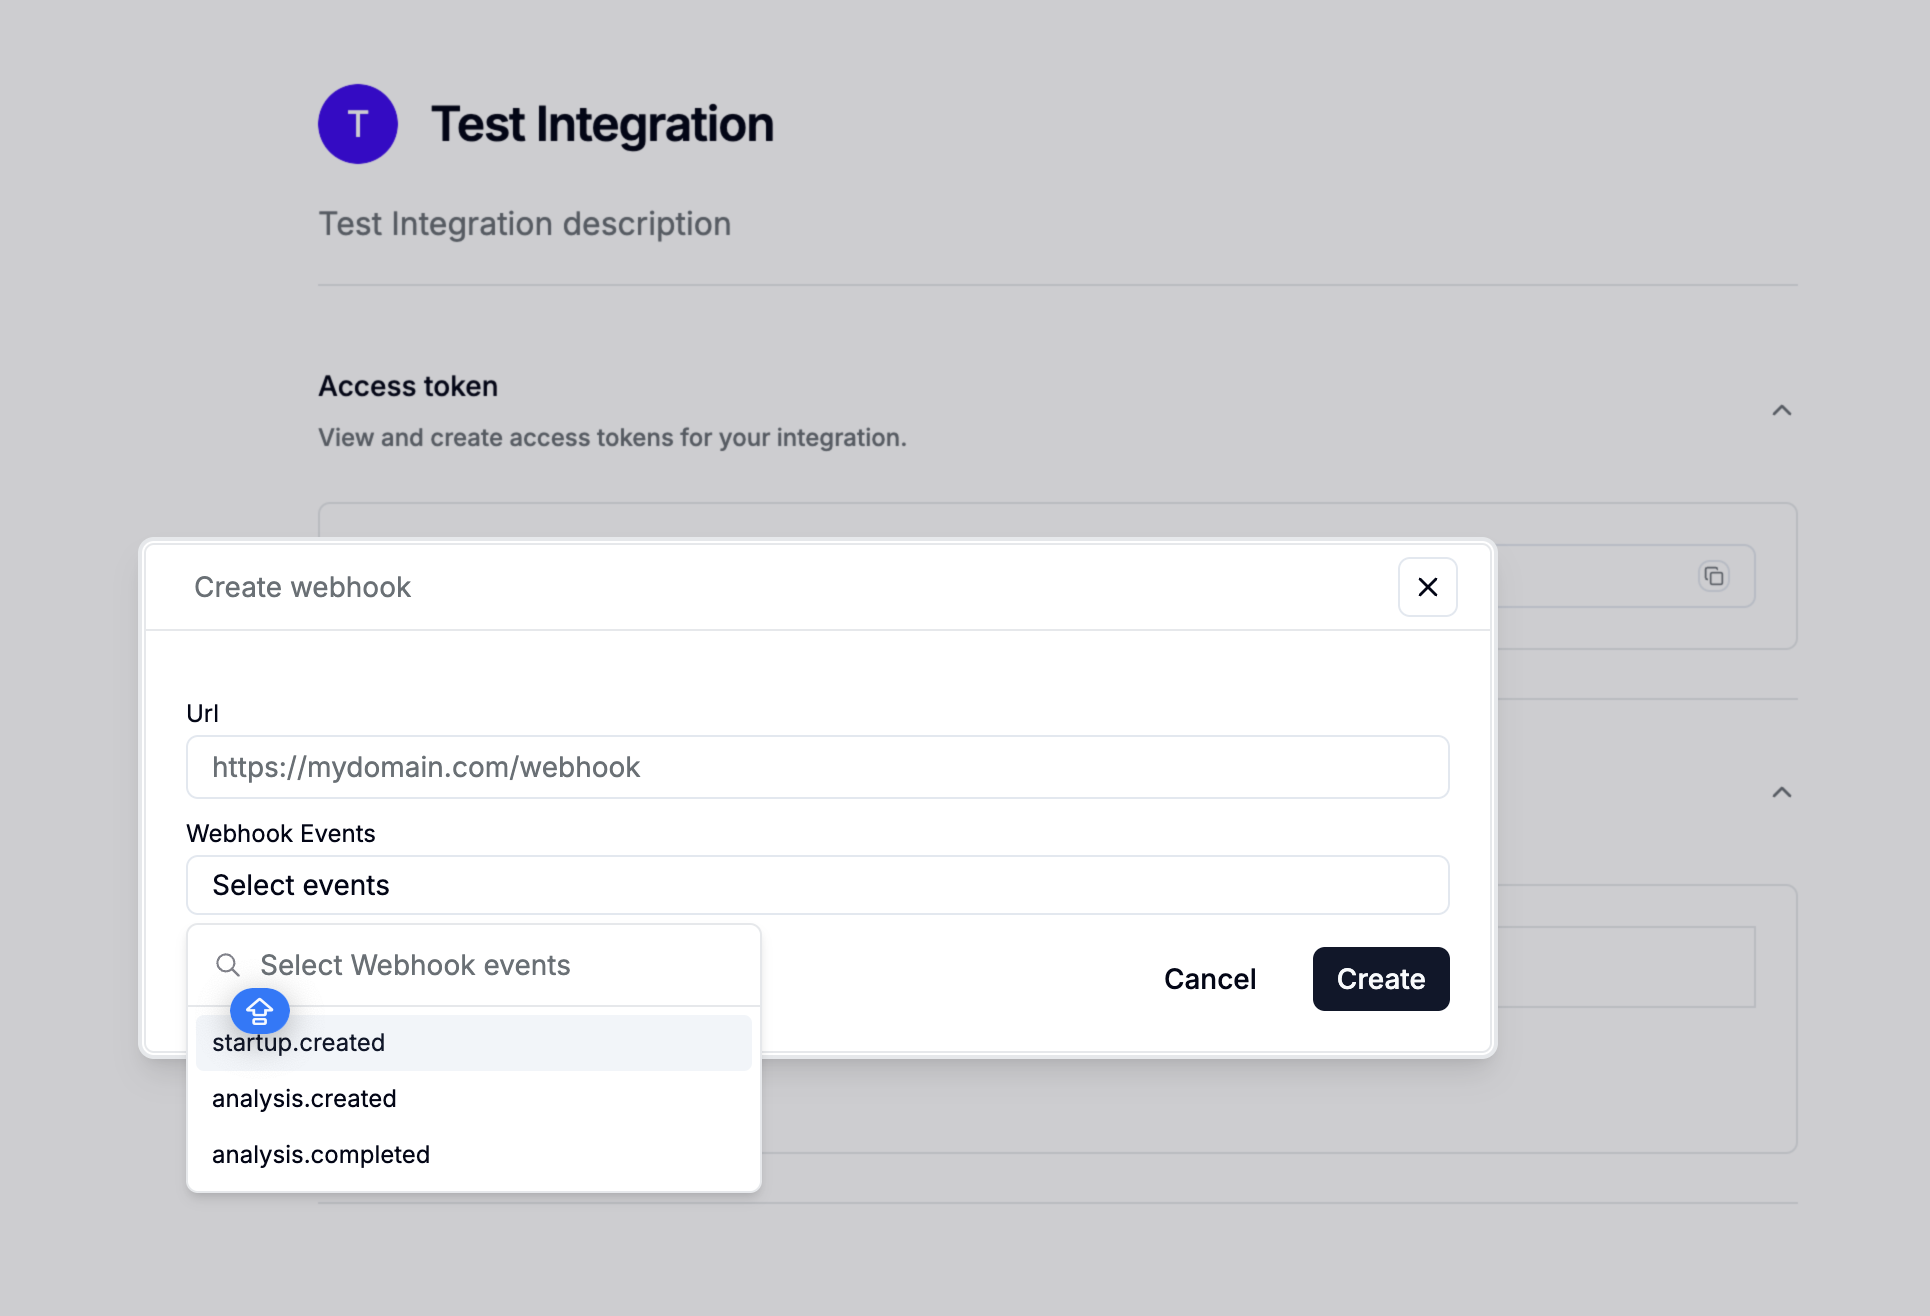 T
Test Integration
Test Integration description
Access token
View and create access tokens for your integration.
Create webhook
Url
https://mydomain.com/webhook
Webhook Events
Select events
Select Webhook events
startup.created
analysis.created
analysis.completed
Cancel
Create